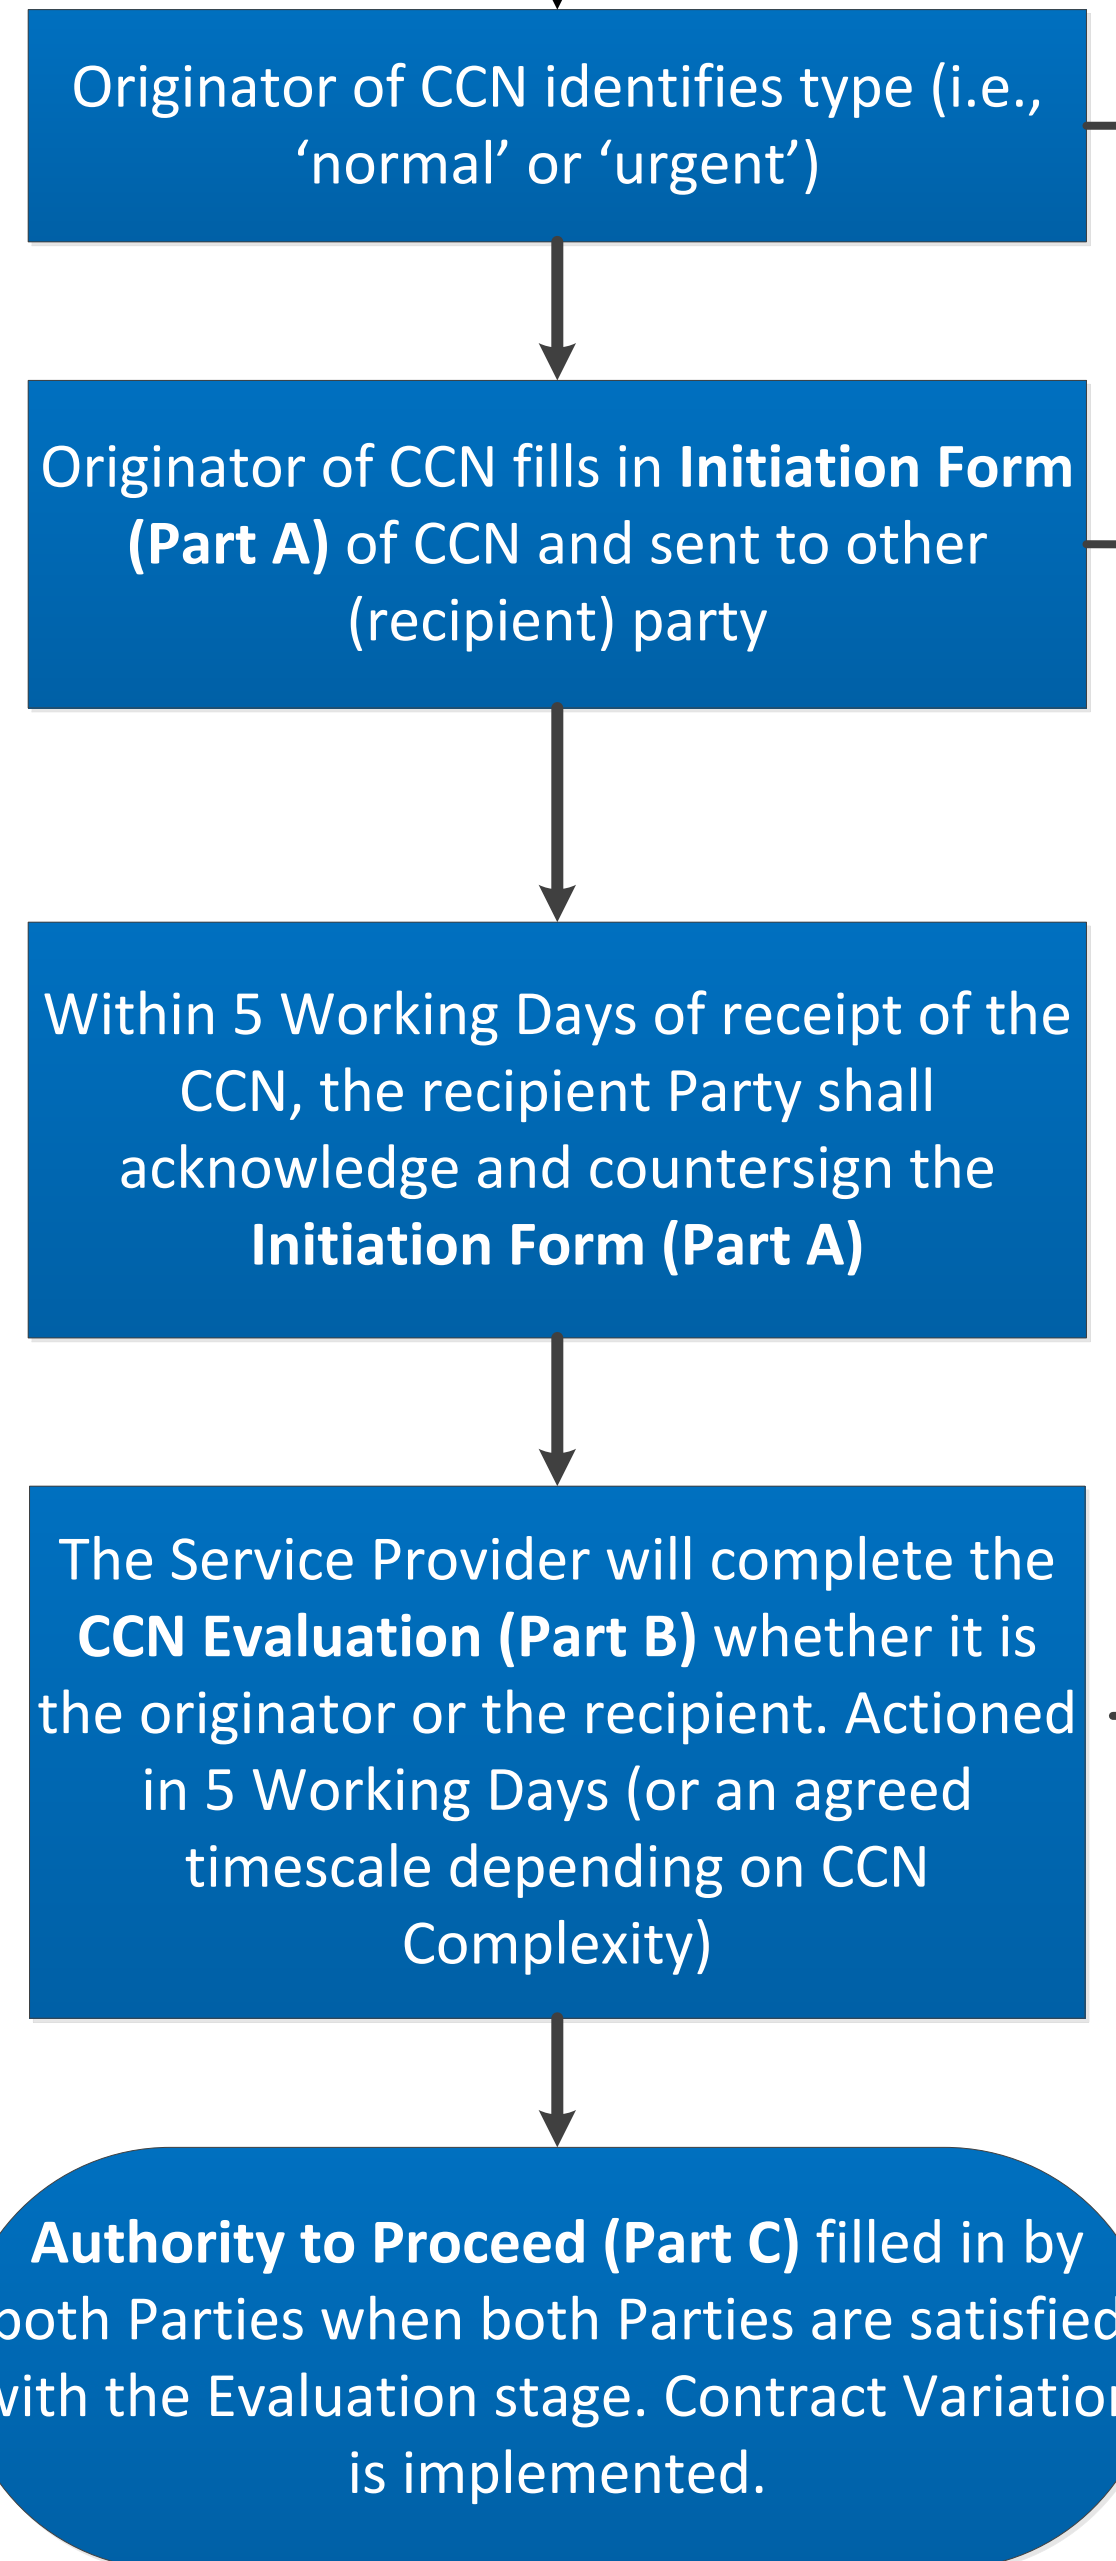 Originator of CCN identifies type (i.e.,
‘normal’ or ‘urgent’)
Originator of CCN fills in Initiation Form
(Part A) of CCN and sent to other
(recipient) party
Within 5 Working Days of receipt of the
CCN, the recipient Party shall
acknowledge and countersign the
Initiation Form (Part A)
The Service Provider will complete the
CCN Evaluation (Part B) whether it is
the originator or the recipient. Actioned
in 5 Working Days (or an agreed
timescale depending on CCN
Complexity)
Authority to Proceed (Part C) filled in by
both Parties when both Parties are satisfied
with the Evaluation stage. Contract Variation
is implemented.